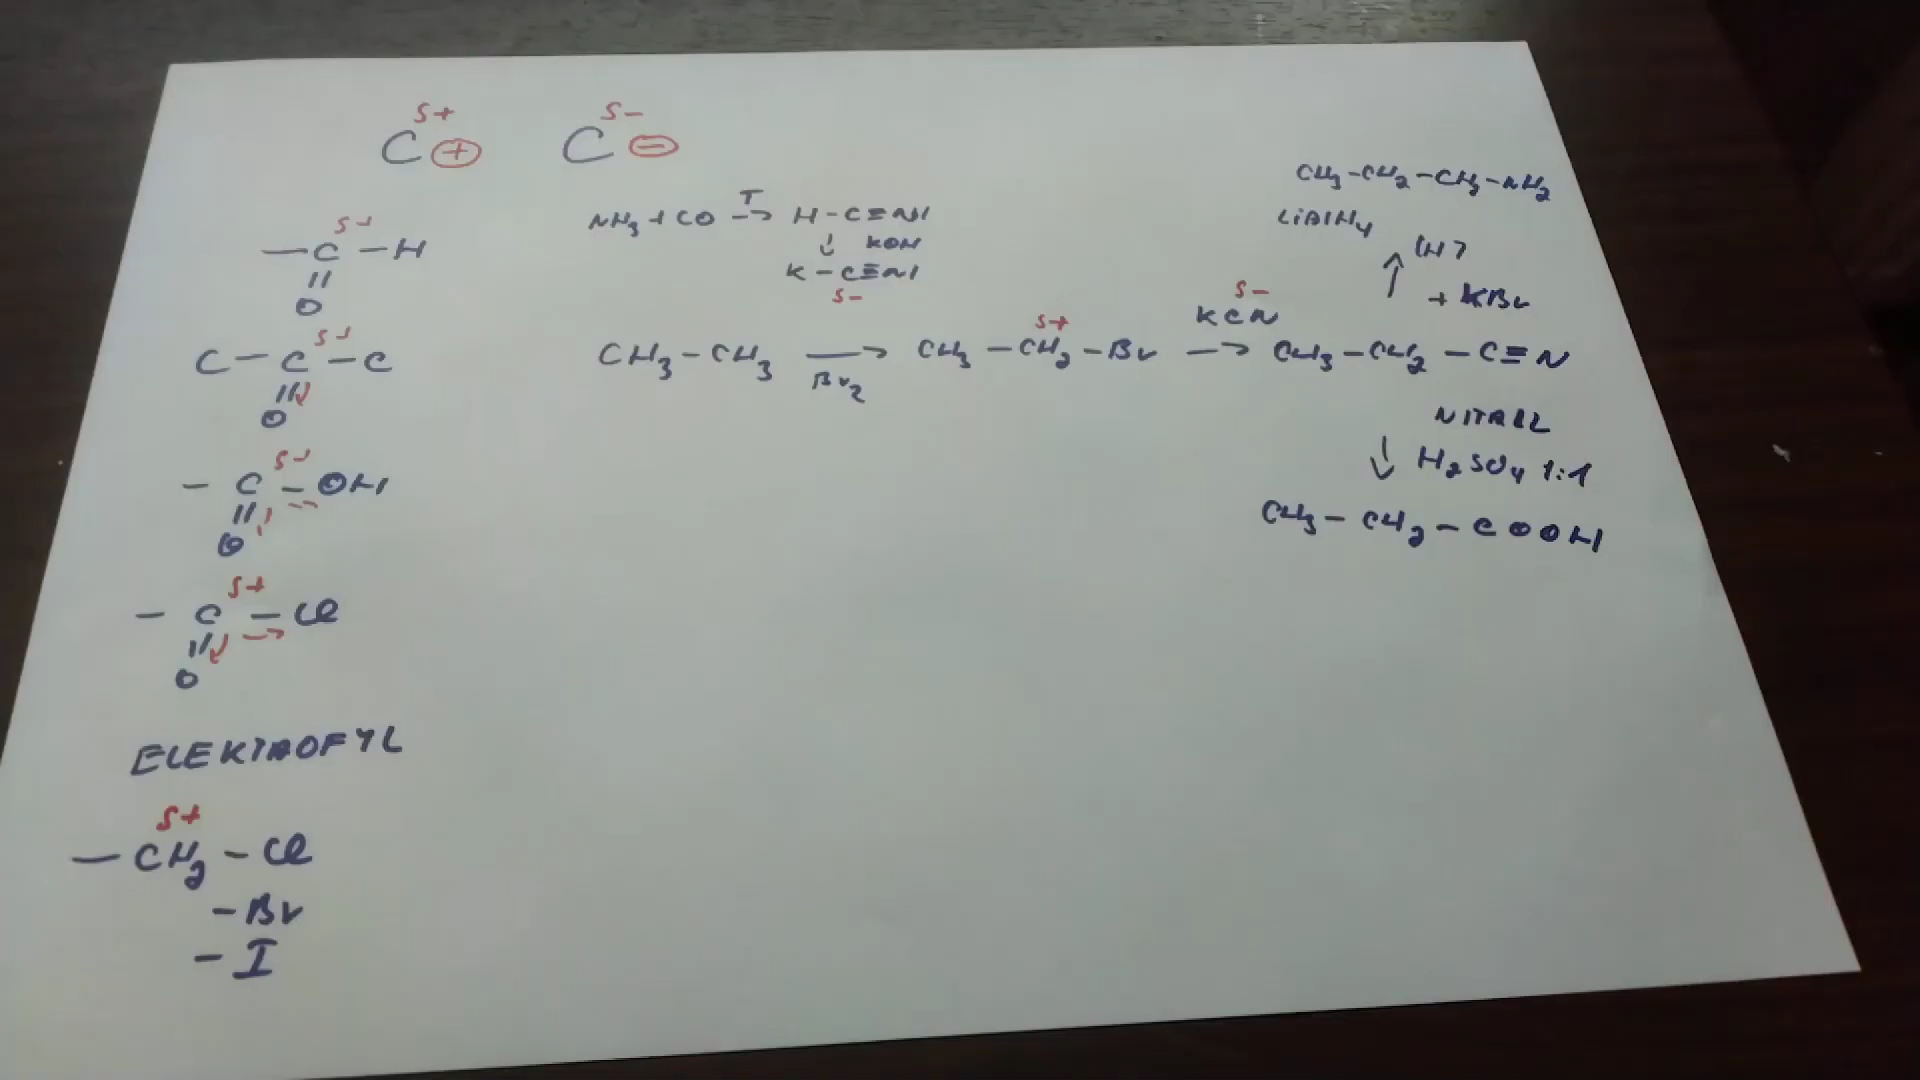 δ+ δ-
C⊕ C⊖
δ+
—C—H
||
O
δ+
C—C—C
||
O
δ+
—C—OH
||
O
δ+
—C—Cl
||
O
ELEKTROFYL
δ+
—CH₂—Cl
—Br
—I
T
NH₃ + CO → H-C≡N
↓ KOH
K-C≡N
δ-
CH₃-CH₂-CH₂-NH₂
LiAlH₄
↑ (H)
+ KBr
δ+ δ-
KCN
CH₃-CH₃ → CH₃-CH₂-Br → CH₃-CH₂-C≡N
Br₂
NITRIL
↓ H₂SO₄ 1:1
CH₃-CH₂-COOH